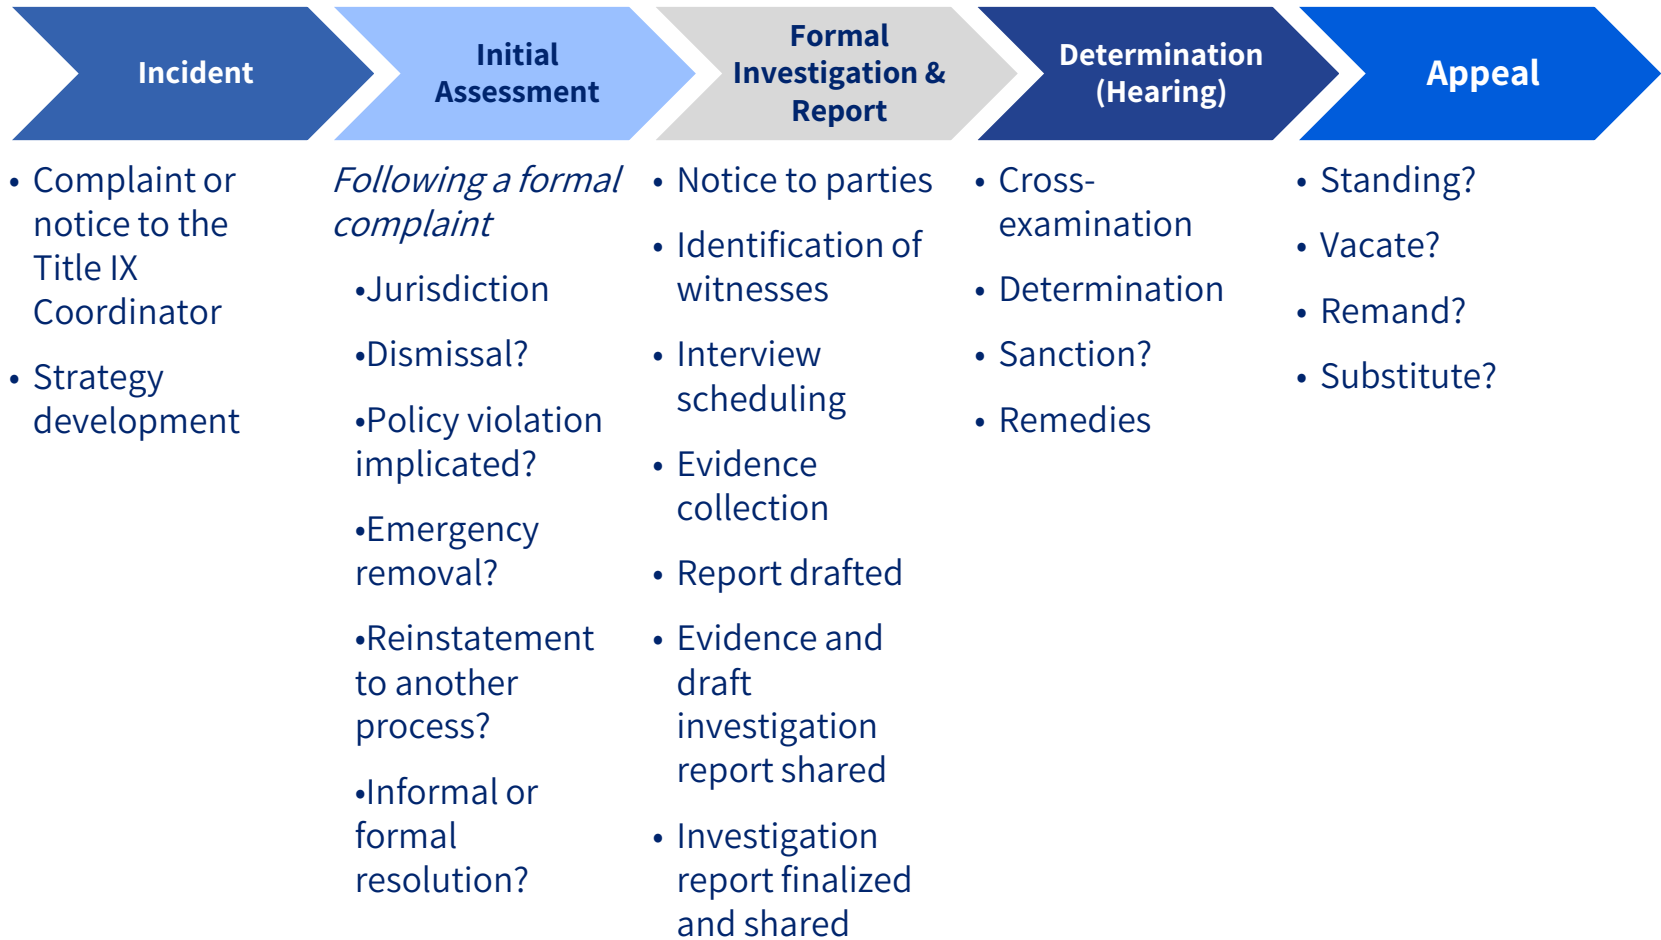 Incident
Initial
Assessment
Formal
Investigation &
Report
Determination
(Hearing)
Appeal
• Complaint or
notice to the
Title IX
Coordinator
• Strategy
development
Following a formal
complaint
•Jurisdiction
•Dismissal?
•Policy violation
implicated?
•Emergency
removal?
•Reinstatement
to another
process?
•Informal or
formal
resolution?
• Notice to parties
• Identification of
witnesses
• Interview
scheduling
• Evidence
collection
• Report drafted
• Evidence and
draft
investigation
report shared
• Investigation
report finalized
and shared
• Cross-
examination
• Determination
• Sanction?
• Remedies
• Standing?
• Vacate?
• Remand?
• Substitute?